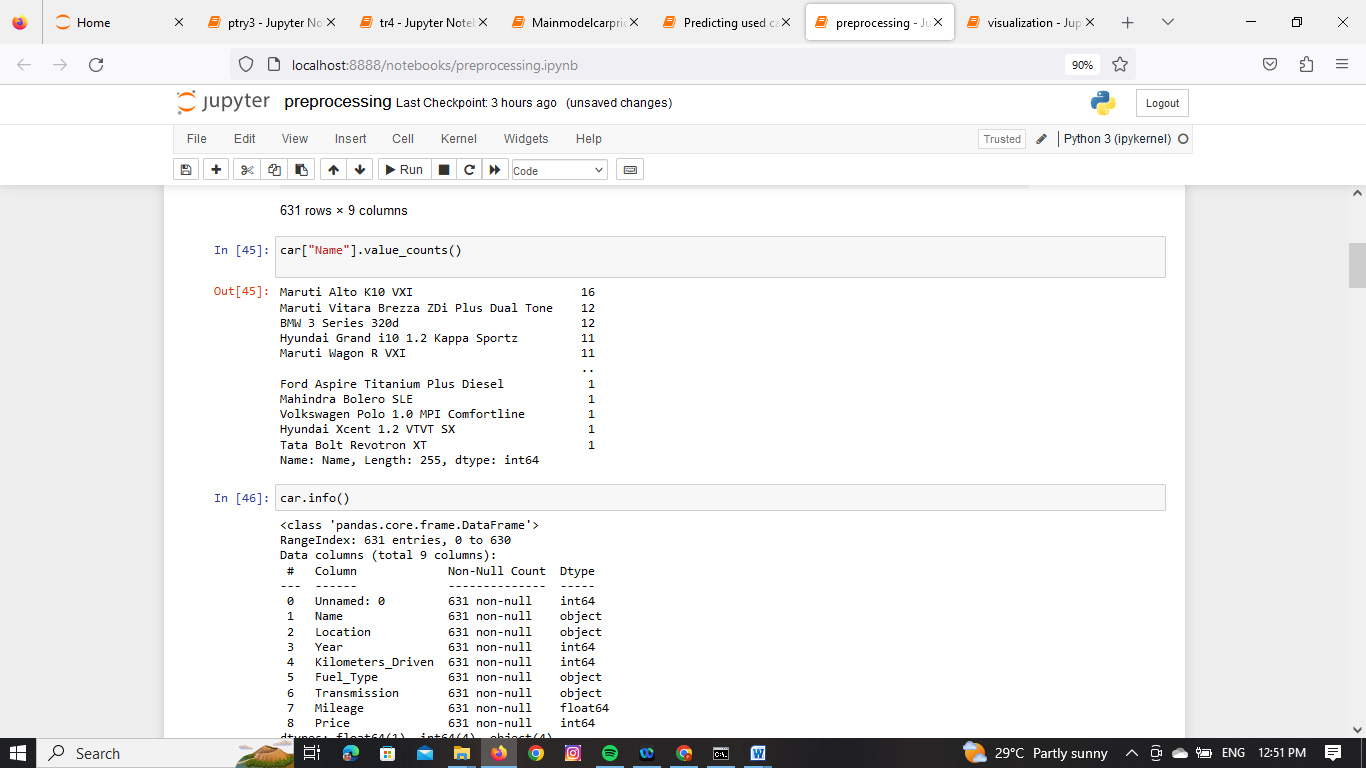 Home
ptry3 - Jupyter No
tr4 - Jupyter Note
Mainmodelcarpric
Predicting used ca
preprocessing - Ju
visualization - Jup
localhost:8888/notebooks/preprocessing.ipynb
90%
jupyter preprocessing Last Checkpoint: 3 hours ago (unsaved changes)
Logout
File Edit View Insert Cell Kernel Widgets Help
Trusted
Python 3 (ipykernel)
Run
Code
631 rows × 9 columns
In [45]: car["Name"].value_counts()
Out[45]: Maruti Alto K10 VXI 16
Maruti Vitara Brezza ZDi Plus Dual Tone 12
BMW 3 Series 320d 12
Hyundai Grand i10 1.2 Kappa Sportz 11
Maruti Wagon R VXI 11
..
Ford Aspire Titanium Plus Diesel 1
Mahindra Bolero SLE 1
Volkswagen Polo 1.0 MPI Comfortline 1
Hyundai Xcent 1.2 VTVT SX 1
Tata Bolt Revotron XT 1
Name: Name, Length: 255, dtype: int64
In [46]: car.info()
<class 'pandas.core.frame.DataFrame'>
RangeIndex: 631 entries, 0 to 630
Data columns (total 9 columns):
# Column Non-Null Count Dtype
--- ------ -------------- -----
0 Unnamed: 0 631 non-null int64
1 Name 631 non-null object
2 Location 631 non-null object
3 Year 631 non-null int64
4 Kilometers_Driven 631 non-null int64
5 Fuel_Type 631 non-null object
6 Transmission 631 non-null object
7 Mileage 631 non-null float64
8 Price 631 non-null int64
dtypes: float64(1), int64(4), object(4)
Search
29°C Partly sunny
ENG
12:51 PM